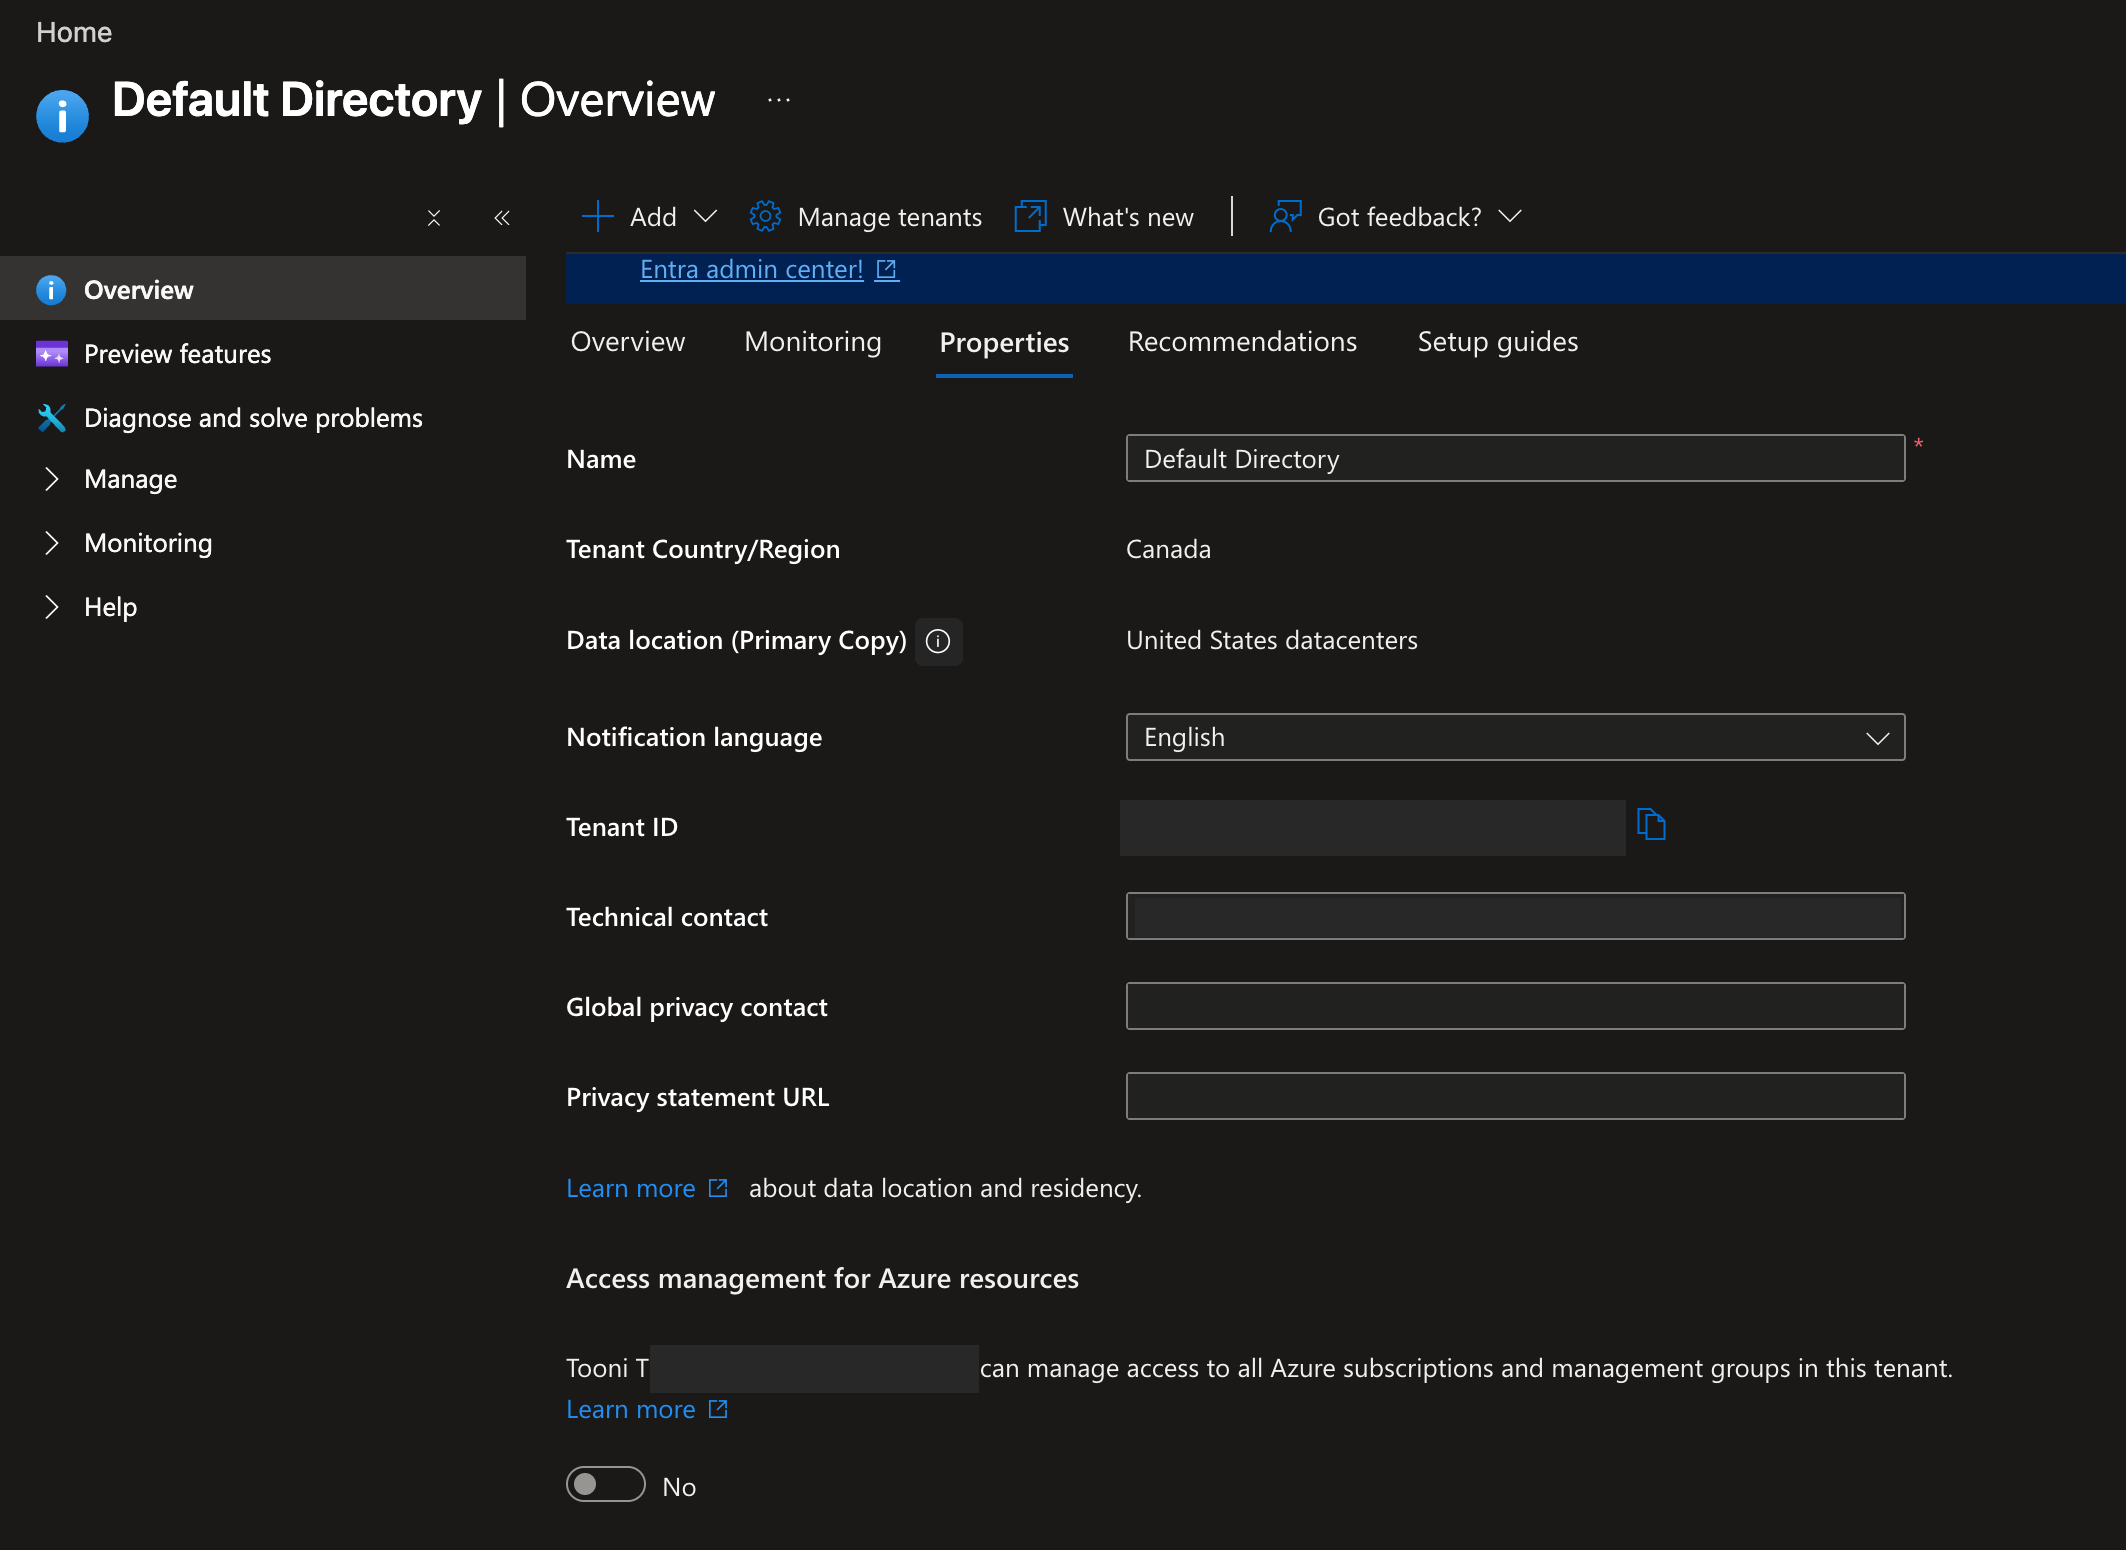 Home
Default Directory | Overview ...
Add
Manage tenants
What's new
Got feedback?
Overview
Preview features
Diagnose and solve problems
Manage
Monitoring
Help
Entra admin center!
Overview
Monitoring
Properties
Recommendations
Setup guides
Name
Default Directory *
Tenant Country/Region
Canada
Data location (Primary Copy)
United States datacenters
Notification language
English
Tenant ID
Technical contact
Global privacy contact
Privacy statement URL
Learn more about data location and residency.
Access management for Azure resources
Tooni T can manage access to all Azure subscriptions and management groups in this tenant.
Learn more
No